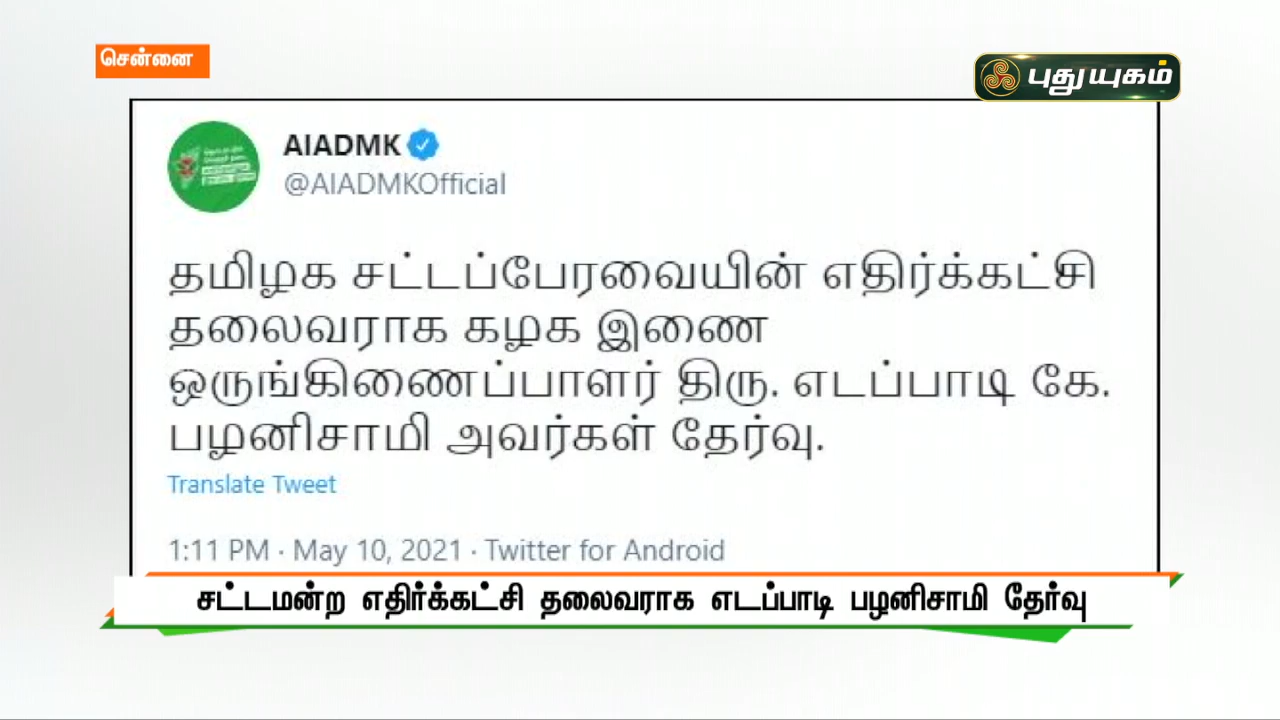 சென்னை
புதுயுகம்
AIADMK
@AIADMKOfficial
தமிழக சட்டப்பேரவையின் எதிர்க்கட்சி
தலைவராக கழக இணை
ஒருங்கிணைப்பாளர் திரு. எடப்பாடி கே.
பழனிசாமி அவர்கள் தேர்வு.
Translate Tweet
1:11 PM · May 10, 2021 · Twitter for Android
சட்டமன்ற எதிர்க்கட்சி தலைவராக எடப்பாடி பழனிசாமி தேர்வு